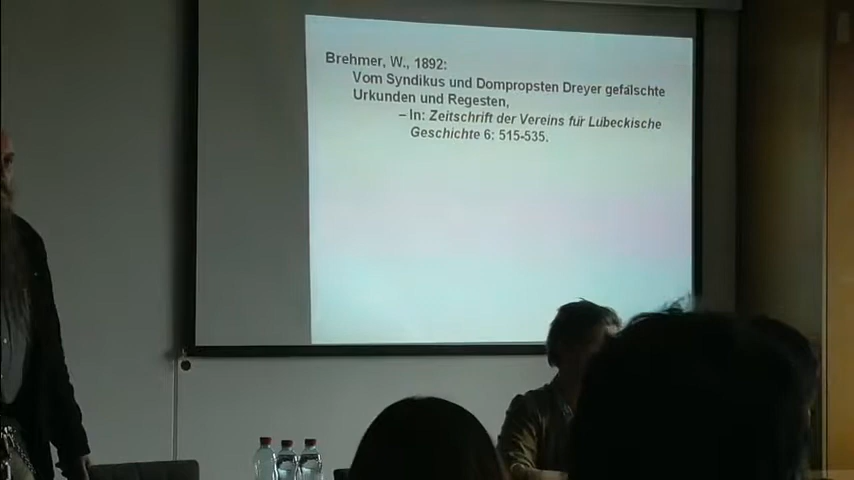 Brehmer, W., 1892:
Vom Syndikus und Dompropsten Dreyer gefälschte
Urkunden und Regesten,
– In: Zeitschrift der Vereins für Lübeckische
Geschichte 6: 515-535.